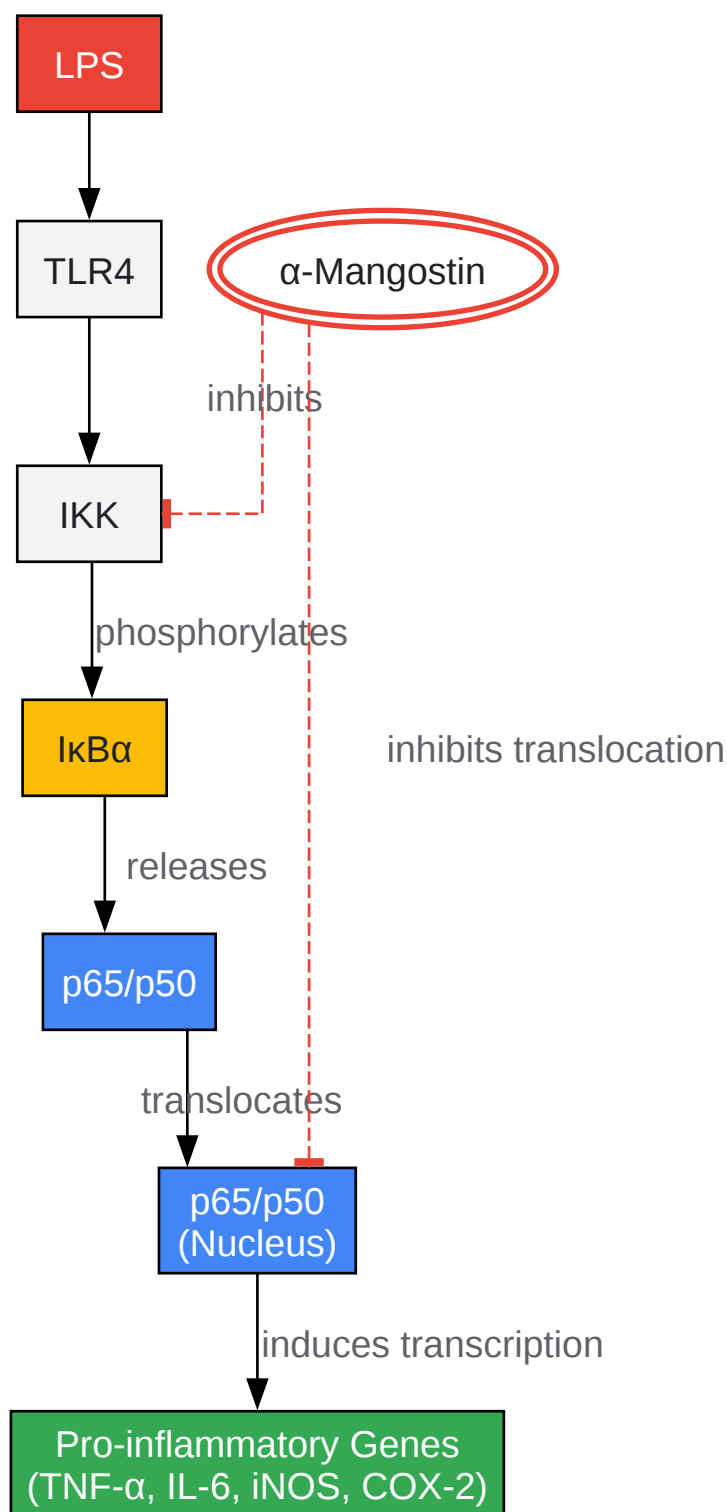 LPS
TLR4
α-Mangostin
inhibits
IKK
phosphorylates
IκBα
inhibits translocation
releases
p65/p50
translocates
p65/p50
(Nucleus)
induces transcription
Pro-inflammatory Genes
(TNF-α, IL-6, iNOS, COX-2)